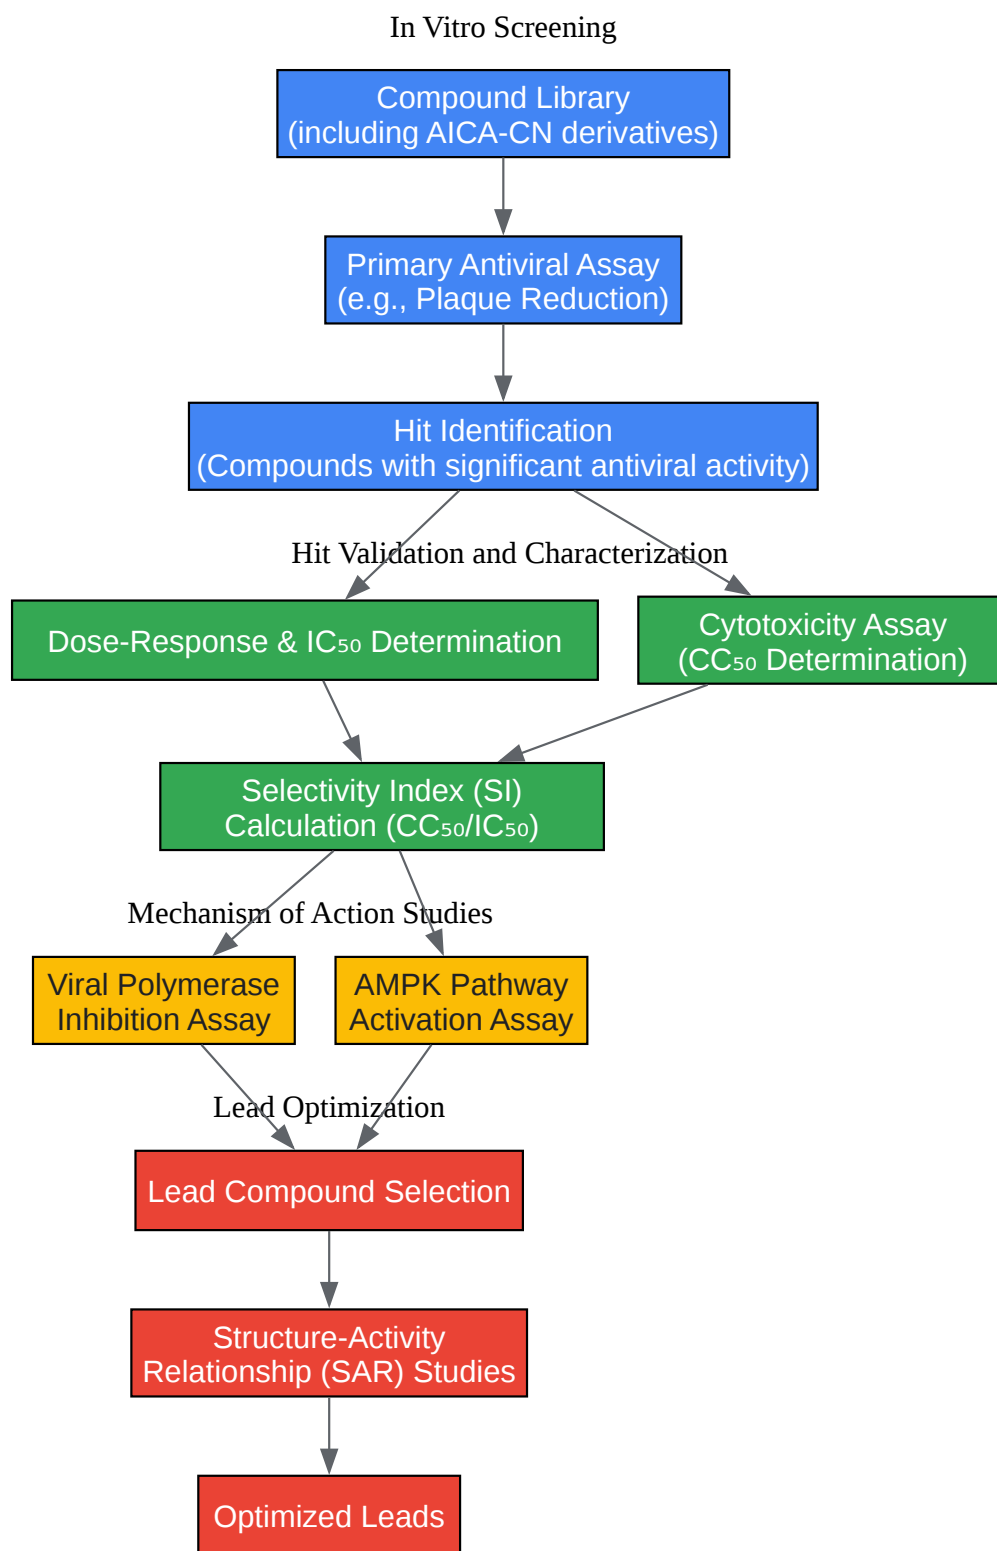 In Vitro Screening
Compound Library
(including AICA-CN derivatives)
Primary Antiviral Assay
(e.g., Plaque Reduction)
Hit Identification
(Compounds with significant antiviral activity)
Hit Validation and Characterization
Dose-Response & IC₅₀ Determination
Cytotoxicity Assay
(CC₅₀ Determination)
Selectivity Index (SI)
Calculation (CC₅₀/IC₅₀)
Mechanism of Action Studies
Viral Polymerase
Inhibition Assay
AMPK Pathway
Activation Assay
Lead Optimization
Lead Compound Selection
Structure-Activity
Relationship (SAR) Studies
Optimized Leads